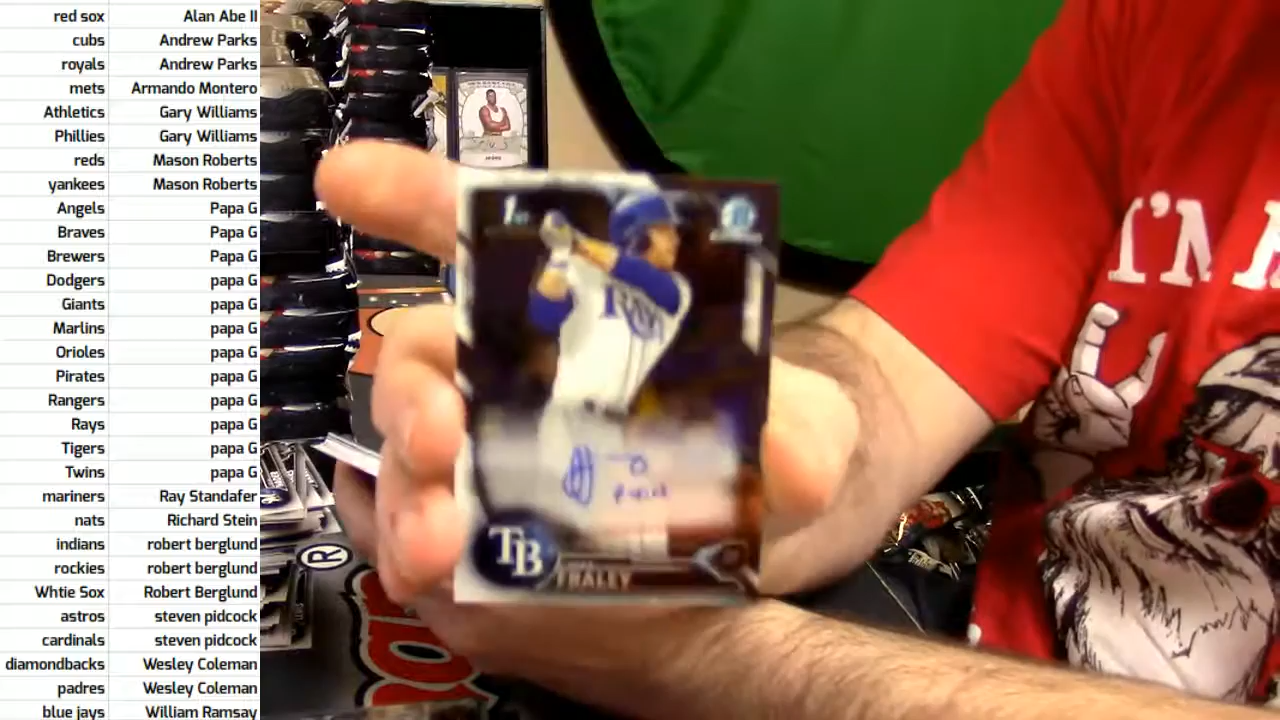 red sox Alan Abe II
cubs Andrew Parks
royals Andrew Parks
mets Armando Montero
Athletics Gary Williams
Phillies Gary Williams
reds Mason Roberts
yankees Mason Roberts
Angels Papa G
Braves Papa G
Brewers Papa G
Dodgers papa G
Giants papa G
Marlins papa G
Orioles papa G
Pirates papa G
Rangers papa G
Rays papa G
Tigers papa G
Twins papa G
mariners Ray Standafer
nats Richard Stein
indians robert berglund
rockies robert berglund
Whtie Sox Robert Berglund
astros steven pidcock
cardinals steven pidcock
diamondbacks Wesley Coleman
padres Wesley Coleman
blue jays William Ramsay
1st
TB
FRALEY
I'M
®